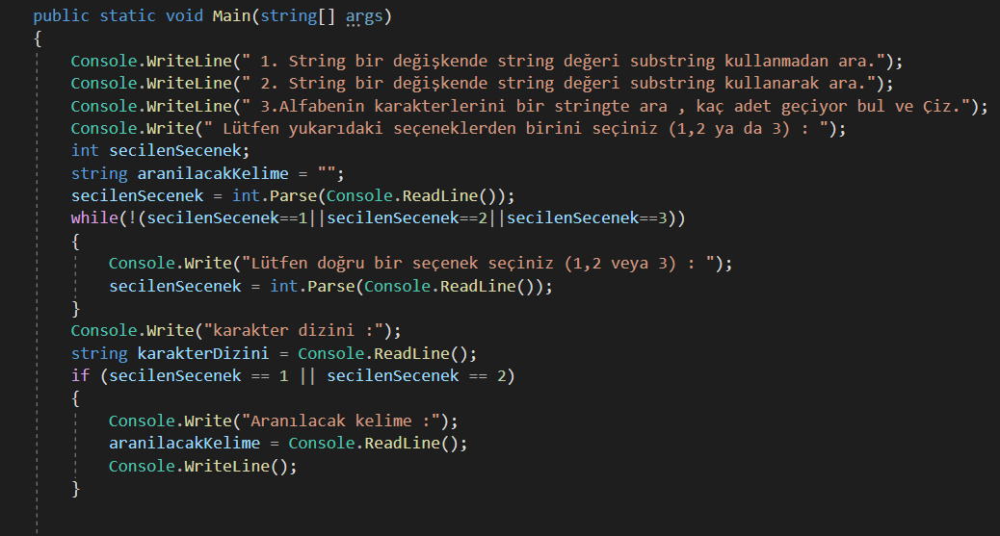 public static void Main(string[] args)
{
Console.WriteLine(" 1. String bir değişkende string değeri substring kullanmadan ara.");
Console.WriteLine(" 2. String bir değişkende string değeri substring kullanarak ara.");
Console.WriteLine(" 3.Alfabenin karakterlerini bir stringte ara , kaç adet geçiyor bul ve Çiz.");
Console.Write(" Lütfen yukarıdaki seçeneklerden birini seçiniz (1,2 ya da 3) : ");
int secilenSecenek;
string aranilacakKelime = "";
secilenSecenek = int.Parse(Console.ReadLine());
while(!(secilenSecenek==1||secilenSecenek==2||secilenSecenek==3))
{
Console.Write("Lütfen doğru bir seçenek seçiniz (1,2 veya 3) : ");
secilenSecenek = int.Parse(Console.ReadLine());
}
Console.Write("karakter dizini :");
string karakterDizini = Console.ReadLine();
if (secilenSecenek == 1 || secilenSecenek == 2)
{
Console.Write("Aranılacak kelime :");
aranilacakKelime = Console.ReadLine();
Console.WriteLine();
}